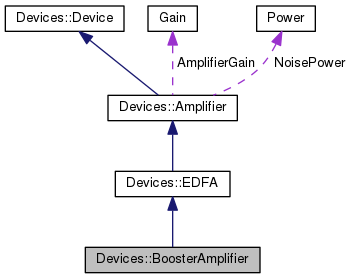 Devices::Device
Gain
Power
AmplifierGain
NoisePower
Devices::Amplifier
Devices::EDFA
Devices::BoosterAmplifier